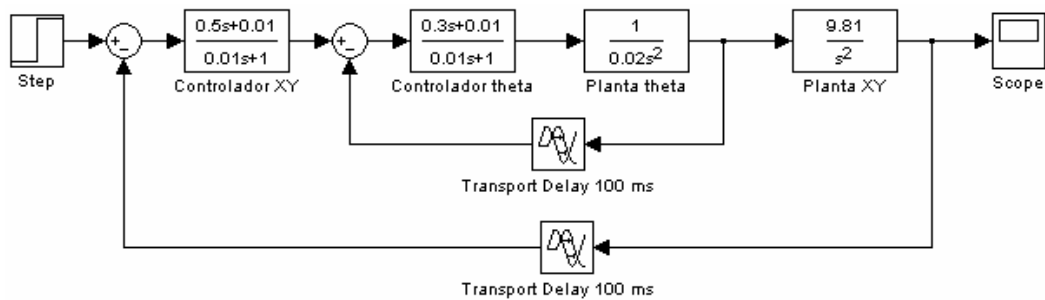 Step
+
−
0.5s+0.01
0.01s+1
Controlador XY
+
−
0.3s+0.01
0.01s+1
Controlador theta
1
0.02s²
Planta theta
9.81
s²
Planta XY
Scope
Transport Delay 100 ms
Transport Delay 100 ms